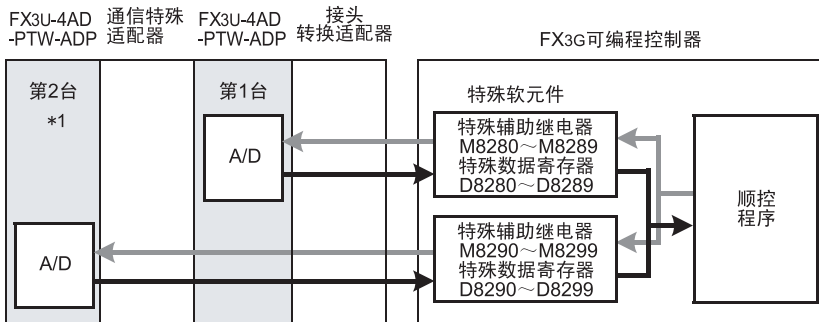 FX3U-4AD
-PTW-ADP
通信特殊
适配器
FX3U-4AD
-PTW-ADP
接头
转换适配器
FX3G可编程控制器
第2台
*1
第1台
A/D
A/D
特殊软元件
特殊辅助继电器
M8280～M8289
特殊数据寄存器
D8280～D8289
特殊辅助继电器
M8290～M8299
特殊数据寄存器
D8290～D8299
顺控
程序